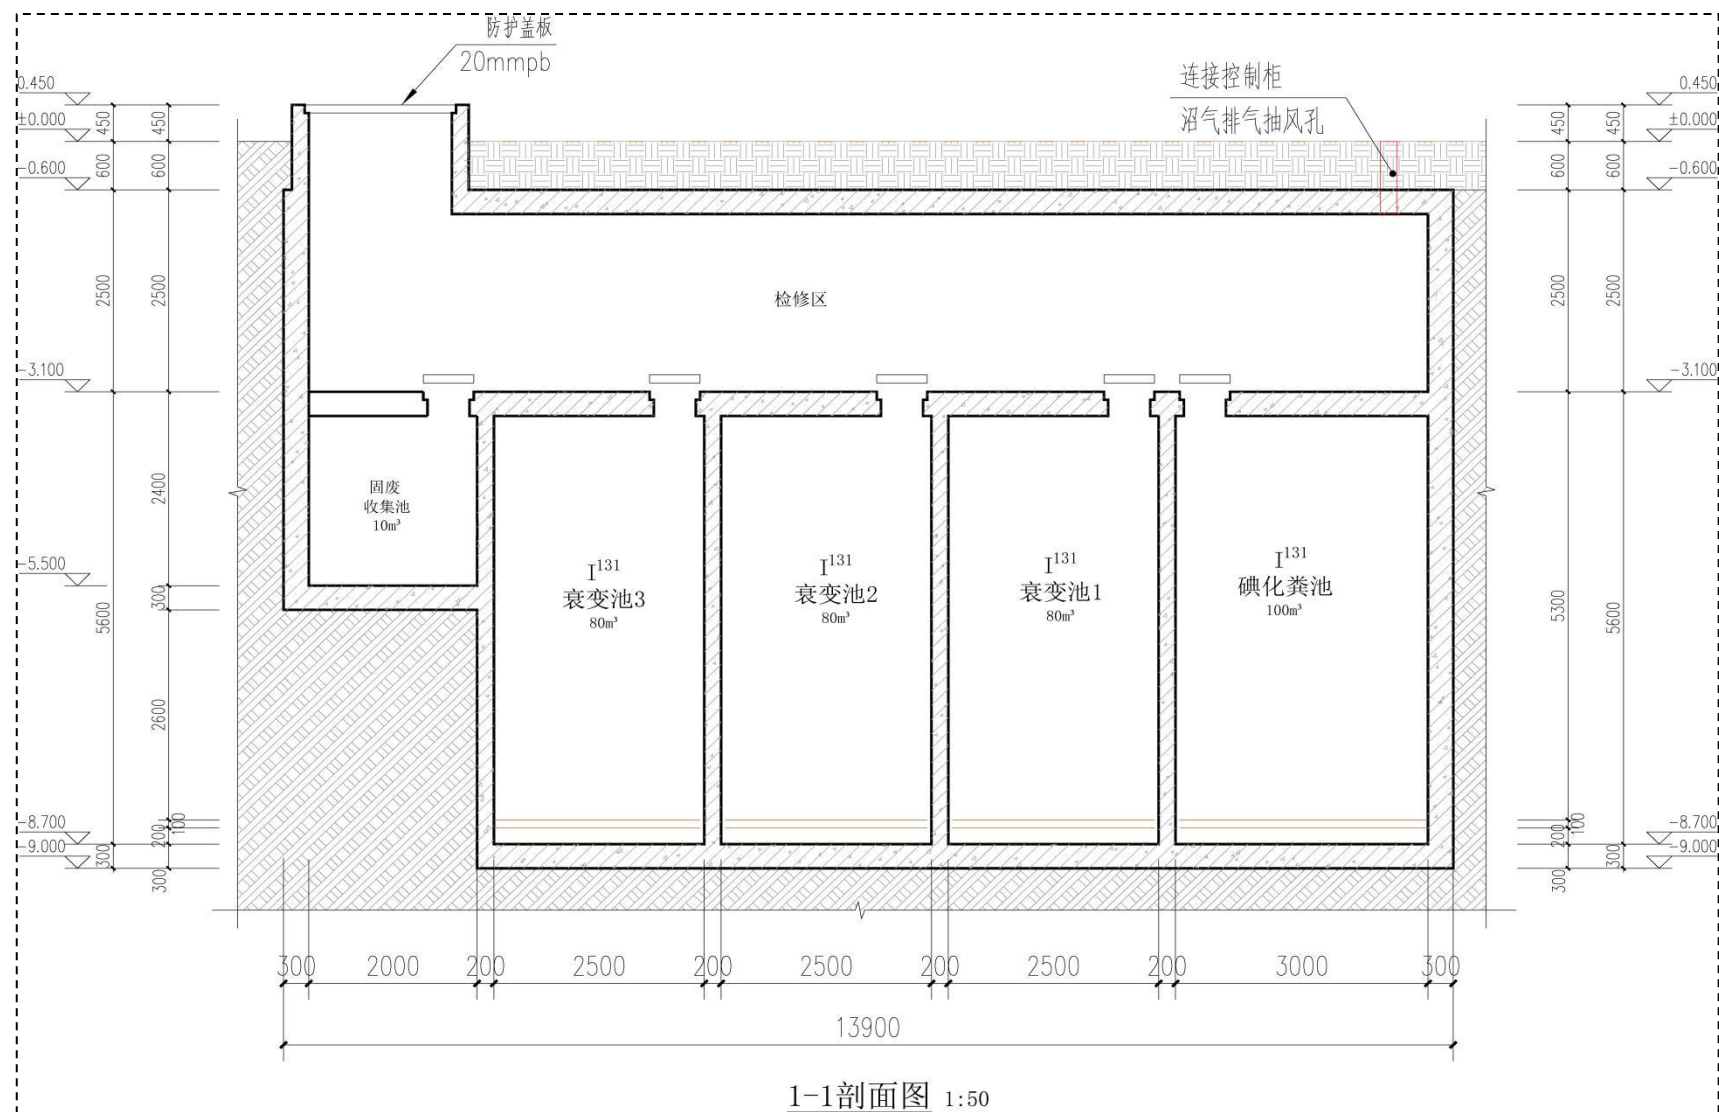 防护盖板
20mmpb
连接控制柜
沼气排气抽风孔
0.450
±0.000
-0.600
-3.100
-5.500
-8.700
-9.000
450
600
2500
5600
300
450
600
2500
2400
300
2600
100
200
300
检修区
固废
收集池
10m³
I¹³¹
衰变池3
80m³
I¹³¹
衰变池2
80m³
I¹³¹
衰变池1
80m³
I¹³¹
碘化粪池
100m³
450
600
2500
5300
100
200
300
450
600
2500
5600
300
0.450
±0.000
-0.600
-3.100
-8.700
-9.000
300 2000 200 2500 200 2500 200 2500 200 3000 300
13900
1-1剖面图 1:50